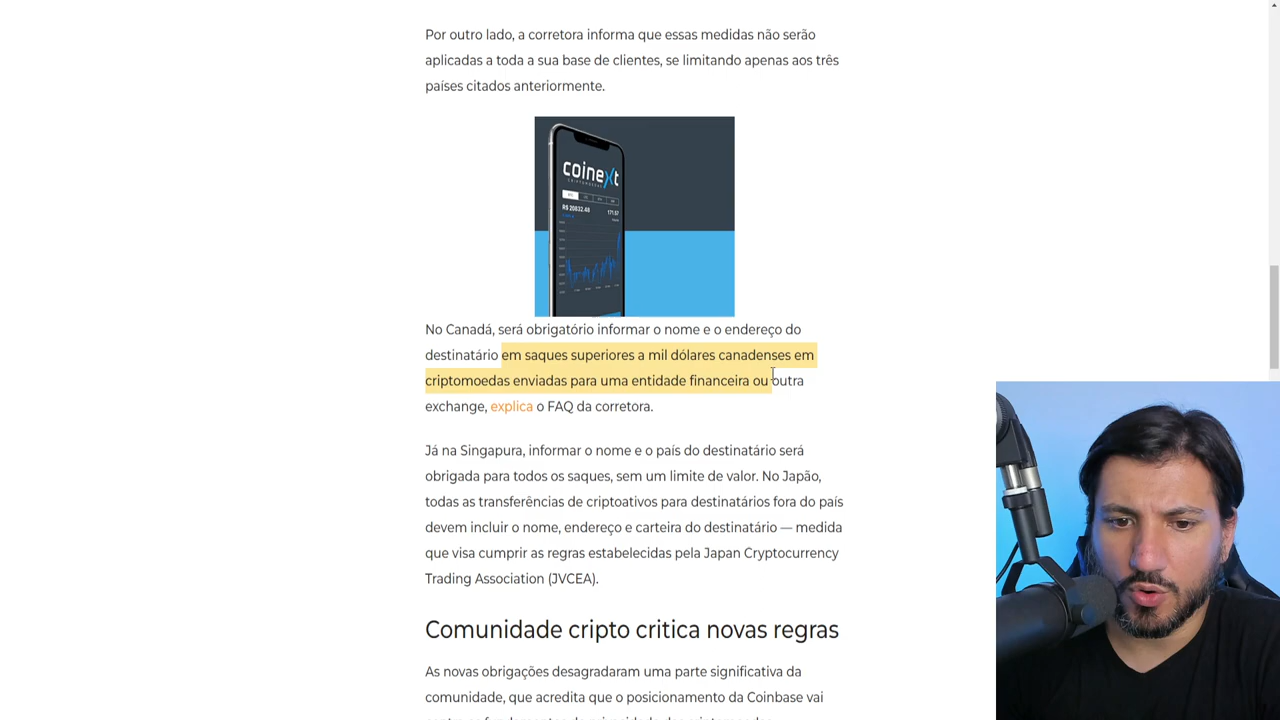 Por outro lado, a corretora informa que essas medidas não serão
aplicadas a toda a sua base de clientes, se limitando apenas aos três
países citados anteriormente.
coinext
R$ 20832.48
171.57
No Canadá, será obrigatório informar o nome e o endereço do
destinatário em saques superiores a mil dólares canadenses em
criptomoedas enviadas para uma entidade financeira ou outra
exchange, explica o FAQ da corretora.
Já na Singapura, informar o nome e o país do destinatário será
obrigada para todos os saques, sem um limite de valor. No Japão,
todas as transferências de criptoativos para destinatários fora do país
devem incluir o nome, endereço e carteira do destinatário — medida
que visa cumprir as regras estabelecidas pela Japan Cryptocurrency
Trading Association (JVCEA).
Comunidade cripto critica novas regras
As novas obrigações desagradaram uma parte significativa da
comunidade, que acredita que o posicionamento da Coinbase vai